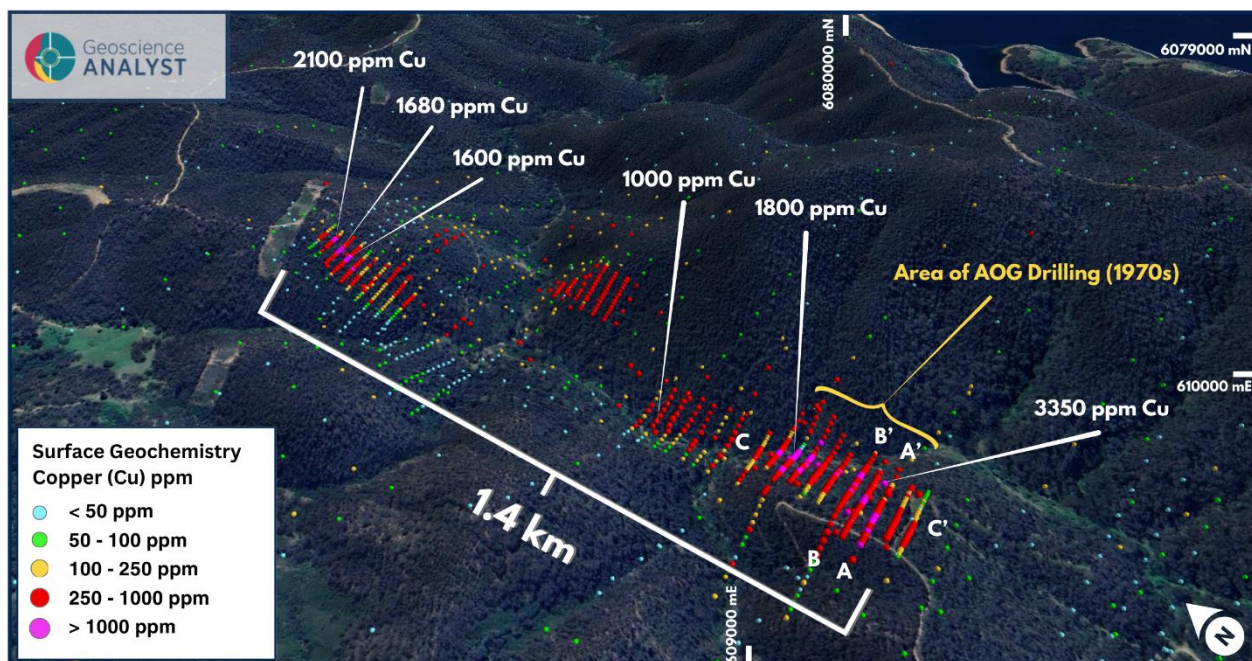 Geoscience
ANALYST
2100 ppm Cu
1680 ppm Cu
1600 ppm Cu
1000 ppm Cu
1800 ppm Cu
6080000 mN
6079000 mN
Area of AOG Drilling (1970s)
610000 mE
3350 ppm Cu
B’
A’
C
C’
B
A
1.4 km
609000 mE
N
Surface Geochemistry
Copper (Cu) ppm
< 50 ppm
50 - 100 ppm
100 - 250 ppm
250 - 1000 ppm
> 1000 ppm